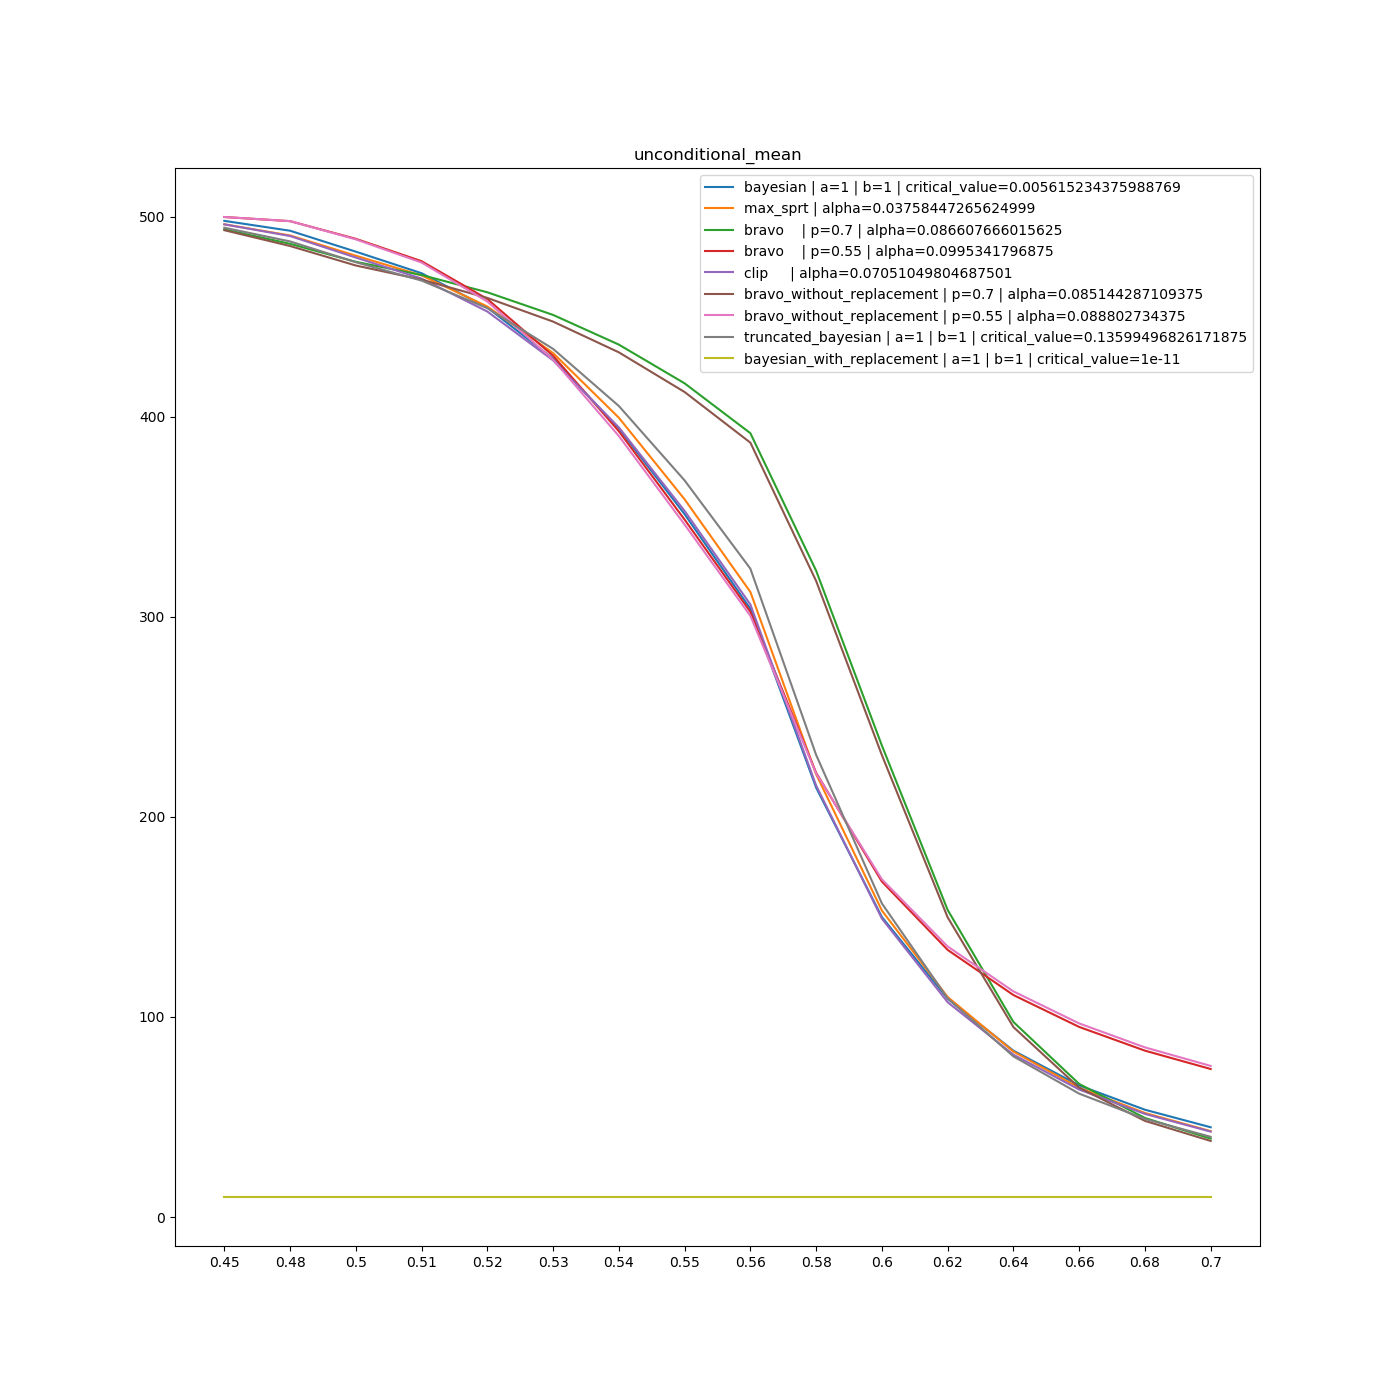 unconditional_mean
bayesian | a=1 | b=1 | critical_value=0.005615234375988769
max_sprt | alpha=0.03758447265624999
bravo    | p=0.7 | alpha=0.086607666015625
bravo    | p=0.55 | alpha=0.0995341796875
clip     | alpha=0.07051049804687501
bravo_without_replacement | p=0.7 | alpha=0.085144287109375
bravo_without_replacement | p=0.55 | alpha=0.088802734375
truncated_bayesian | a=1 | b=1 | critical_value=0.13599496826171875
bayesian_with_replacement | a=1 | b=1 | critical_value=1e-11
500
400
300
200
100
0
0.45 0.48 0.5 0.51 0.52 0.53 0.54 0.55 0.56 0.58 0.6 0.62 0.64 0.66 0.68 0.7